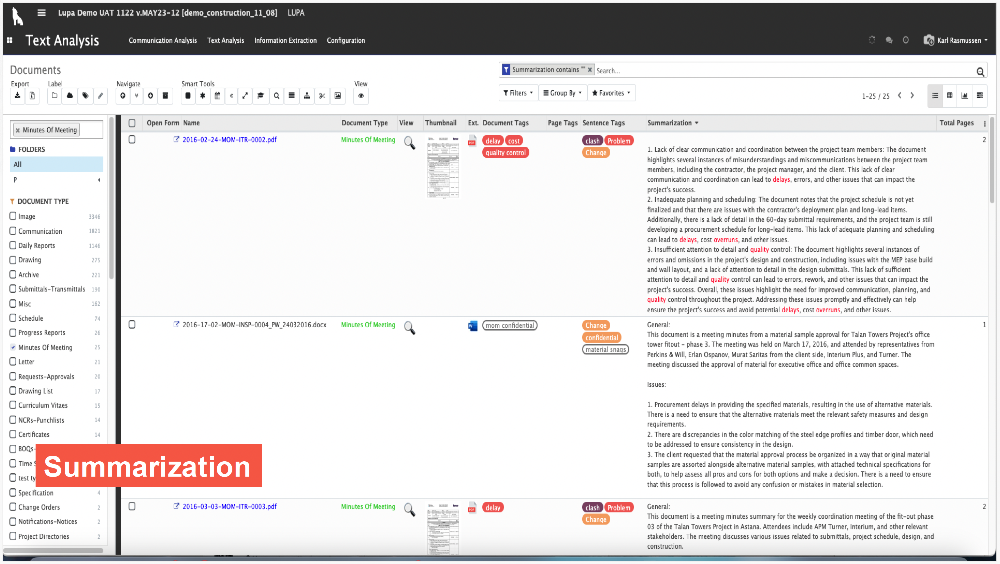 Lupa Demo UAT 1122 v.MAY23-12 [demo_construction_11_08] LUPA
Text Analysis Communication Analysis Text Analysis Information Extraction Configuration Karl Rasmussen
Documents
Summarization contains "" Search...
Export Label Navigate Smart Tools View
Filters Group By Favorites 1-25 / 25
Minutes Of Meeting
FOLDERS
All
P
DOCUMENT TYPE
Image 3346
Communication 1821
Daily Reports 1146
Drawing 275
Archive 221
Submittals-Transmittals 190
Misc 162
Schedule 74
Progress Reports 26
Minutes Of Meeting 25
Letter 21
Requests-Approvals 20
Drawing List 17
Curriculum Vitaes 15
NCRs-Punchlists 14
Certificates 14
BOQs-
Time
test ty
Specification 4
Change Orders 2
Notifications-Notices 2
Project Directories 2
Summarization
Open Form Name Document Type View Thumbnail Ext. Document Tags Page Tags Sentence Tags Summarization Total Pages
2016-02-24-MOM-ITR-0002.pdf Minutes Of Meeting PDF delay cost clash Problem 2
quality control Change
1. Lack of clear communication and coordination between the project team members: The document
highlights several instances of misunderstandings and miscommunications between the project team
members, including the contractor, the project manager, and the client. This lack of clear
communication and coordination can lead to delays, errors, and other issues that can impact the
project's success.
2. Inadequate planning and scheduling: The document notes that the project schedule is not yet
finalized and that there are issues with the contractor's deployment plan and long-lead items.
Additionally, there is a lack of detail in the 60-day submittal requirements, and the project team is still
developing a procurement schedule for long-lead items. This lack of adequate planning and scheduling
can lead to delays, cost overruns, and other issues.
3. Insufficient attention to detail and quality control: The document highlights several instances of
errors and omissions in the project's design and construction, including issues with the MEP base build
and wall layout, and a lack of attention to detail in the design submittals. This lack of sufficient
attention to detail and quality control can lead to errors, rework, and other issues that can impact the
project's success. Overall, these issues highlight the need for improved communication, planning, and
quality control throughout the project. Addressing these issues promptly and effectively can help
ensure the project's success and avoid potential delays, cost overruns, and other issues.
2016-17-02-MOM-INSP-0004_PW_24032016.docx Minutes Of Meeting W mom confidential Change 1
confidential
material snags
General:
This document is a meeting minutes from a material sample approval for Talan Towers Project's office
tower fitout - phase 3. The meeting was held on March 17, 2016, and attended by representatives from
Perkins & Will, Erlan Ospanov, Murat Saritas from the client side, Interium Plus, and Turner. The
meeting discussed the approval of material for executive office and office common spaces.
Issues:
1. Procurement delays in providing the specified materials, resulting in the use of alternative materials.
There is a need to ensure that the alternative materials meet the relevant safety measures and design
requirements.
2. There are discrepancies in the color matching of the steel edge profiles and timber door, which need
to be addressed to ensure consistency in the design.
3. The client requested that the material approval process be organized in a way that original material
samples are assorted alongside alternative material samples, with attached technical specifications for
both, to help assess all pros and cons for both options and make a decision. There is a need to ensure
that this process is followed to avoid any confusion or mistakes in material selection.
2016-03-03-MOM-ITR-0003.pdf Minutes Of Meeting PDF delay clash Problem 2
Change
General:
This document is a meeting minutes summary for the weekly coordination meeting of the fit-out phase
03 of the Talan Towers Project in Astana. Attendees include APM Turner, Interium, and other relevant
stakeholders. The meeting discusses various issues related to submittals, project schedule, design, and
construction.